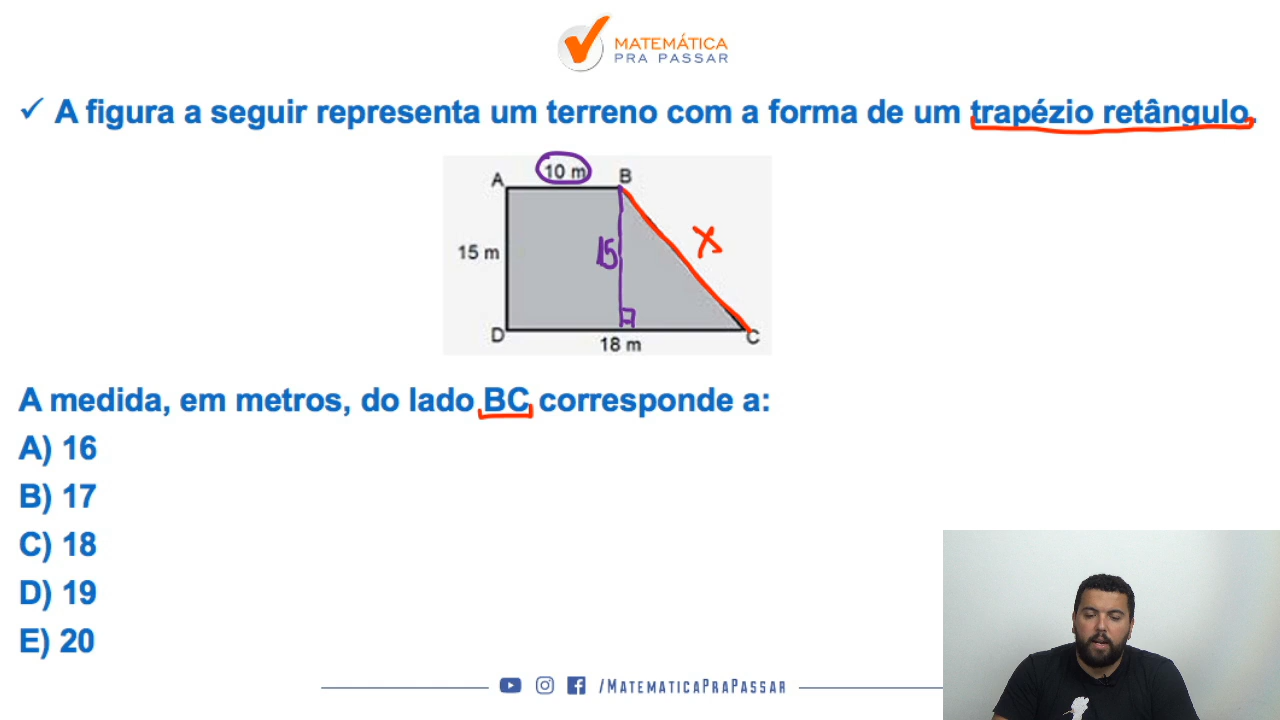 MATEMÁTICA
PRA PASSAR
✓ A figura a seguir representa um terreno com a forma de um trapézio retângulo.
10 m
A
B
15 m
15
x
D
C
18 m
A medida, em metros, do lado BC corresponde a:
A) 16
B) 17
C) 18
D) 19
E) 20
/MATEMATICAPRAPASSAR